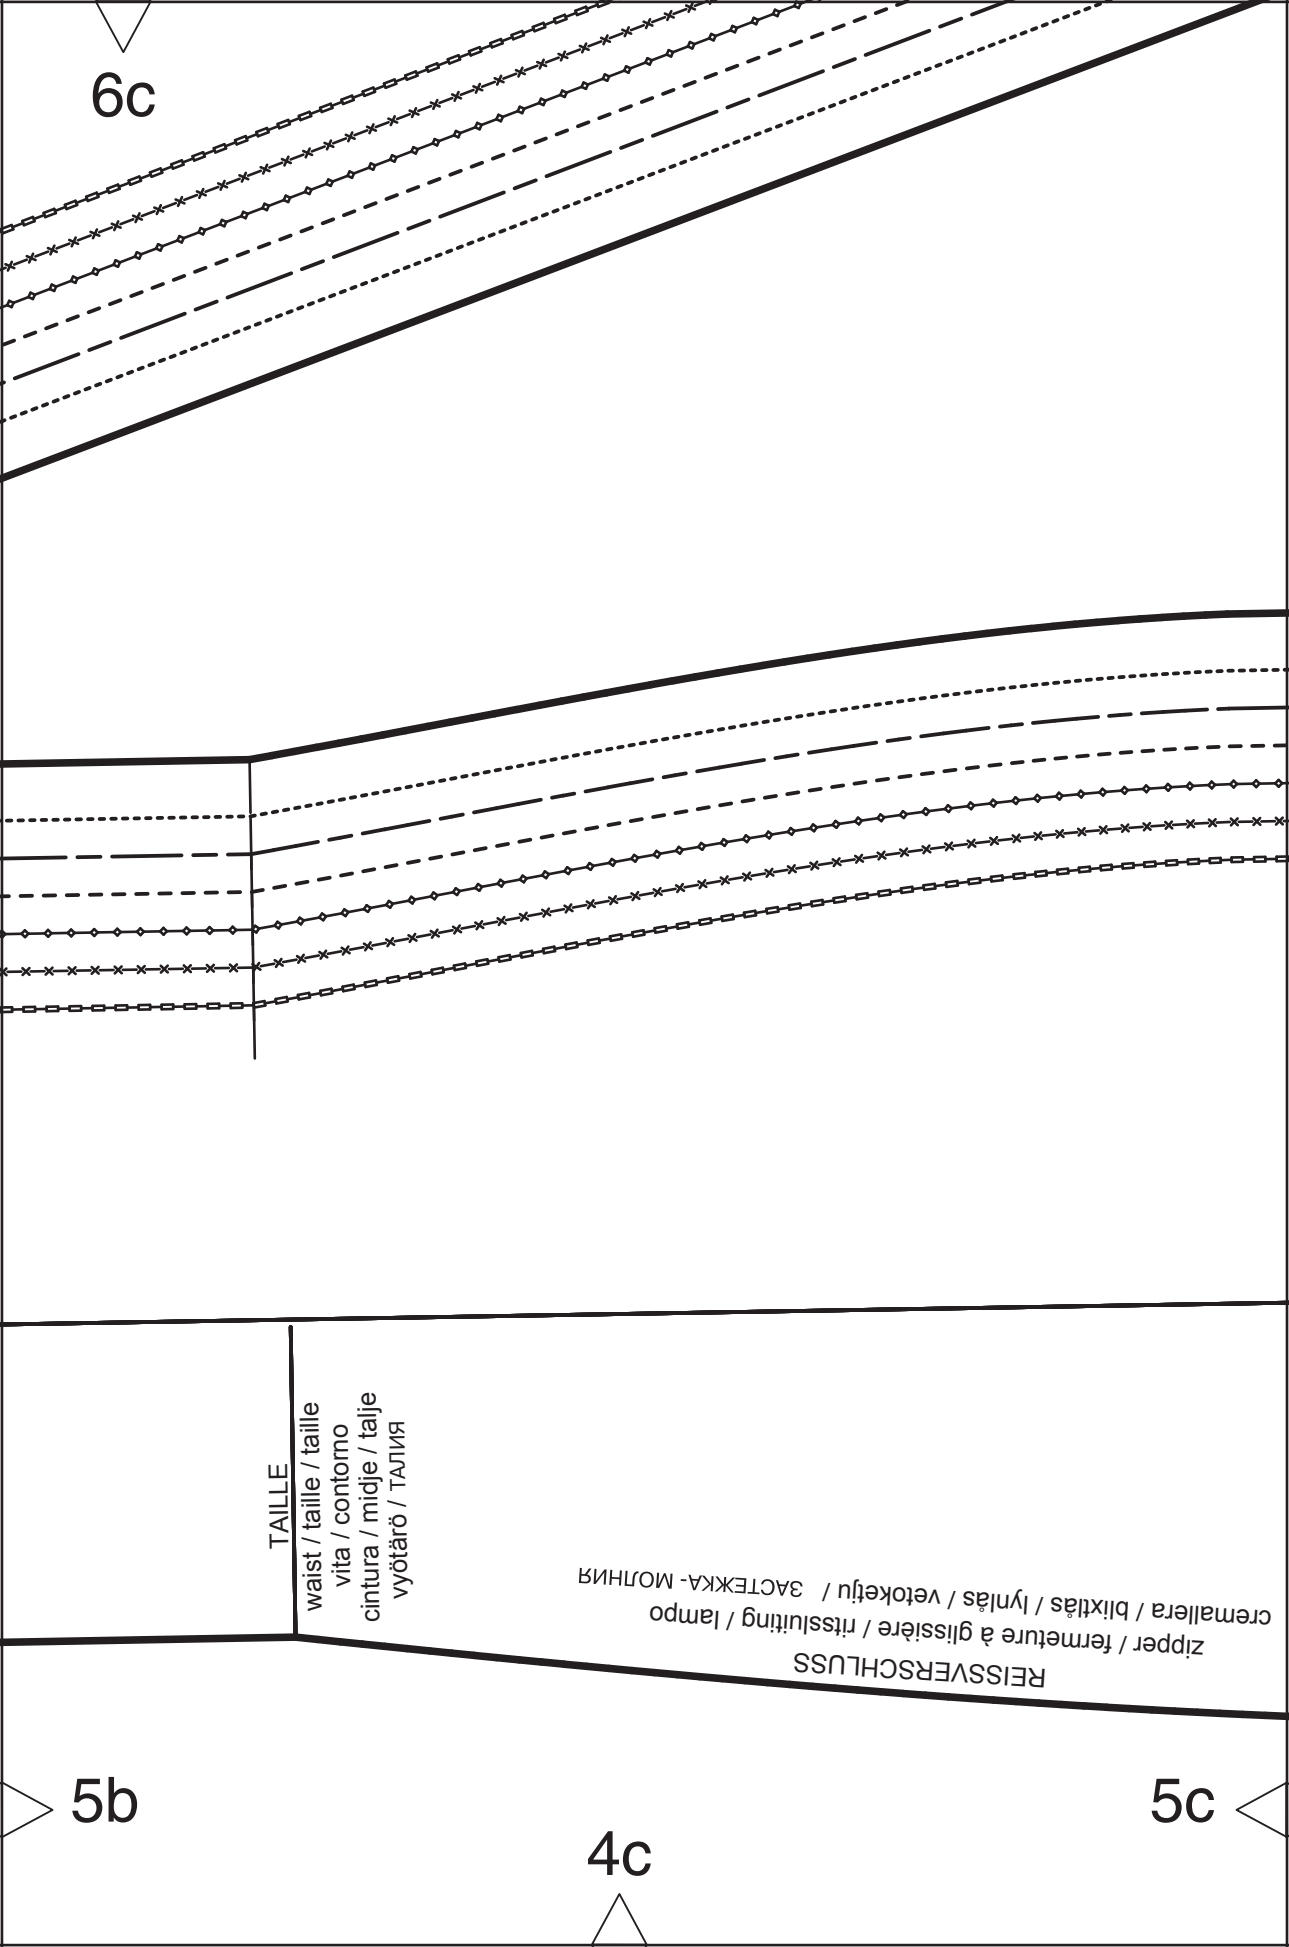 6c
TAILLE
waist / taille / taille
vita / contorno
cintura / midje / talje
vyötärö / ТАЛИЯ
REISSVERSCHLUSS
zipper / fermeture à glissière / ritssluiting / lampo
cremallera / blixtlås / lynlås / vetoketju / ЗАСТЕЖКА- МОЛНИЯ
5b
5c
4c